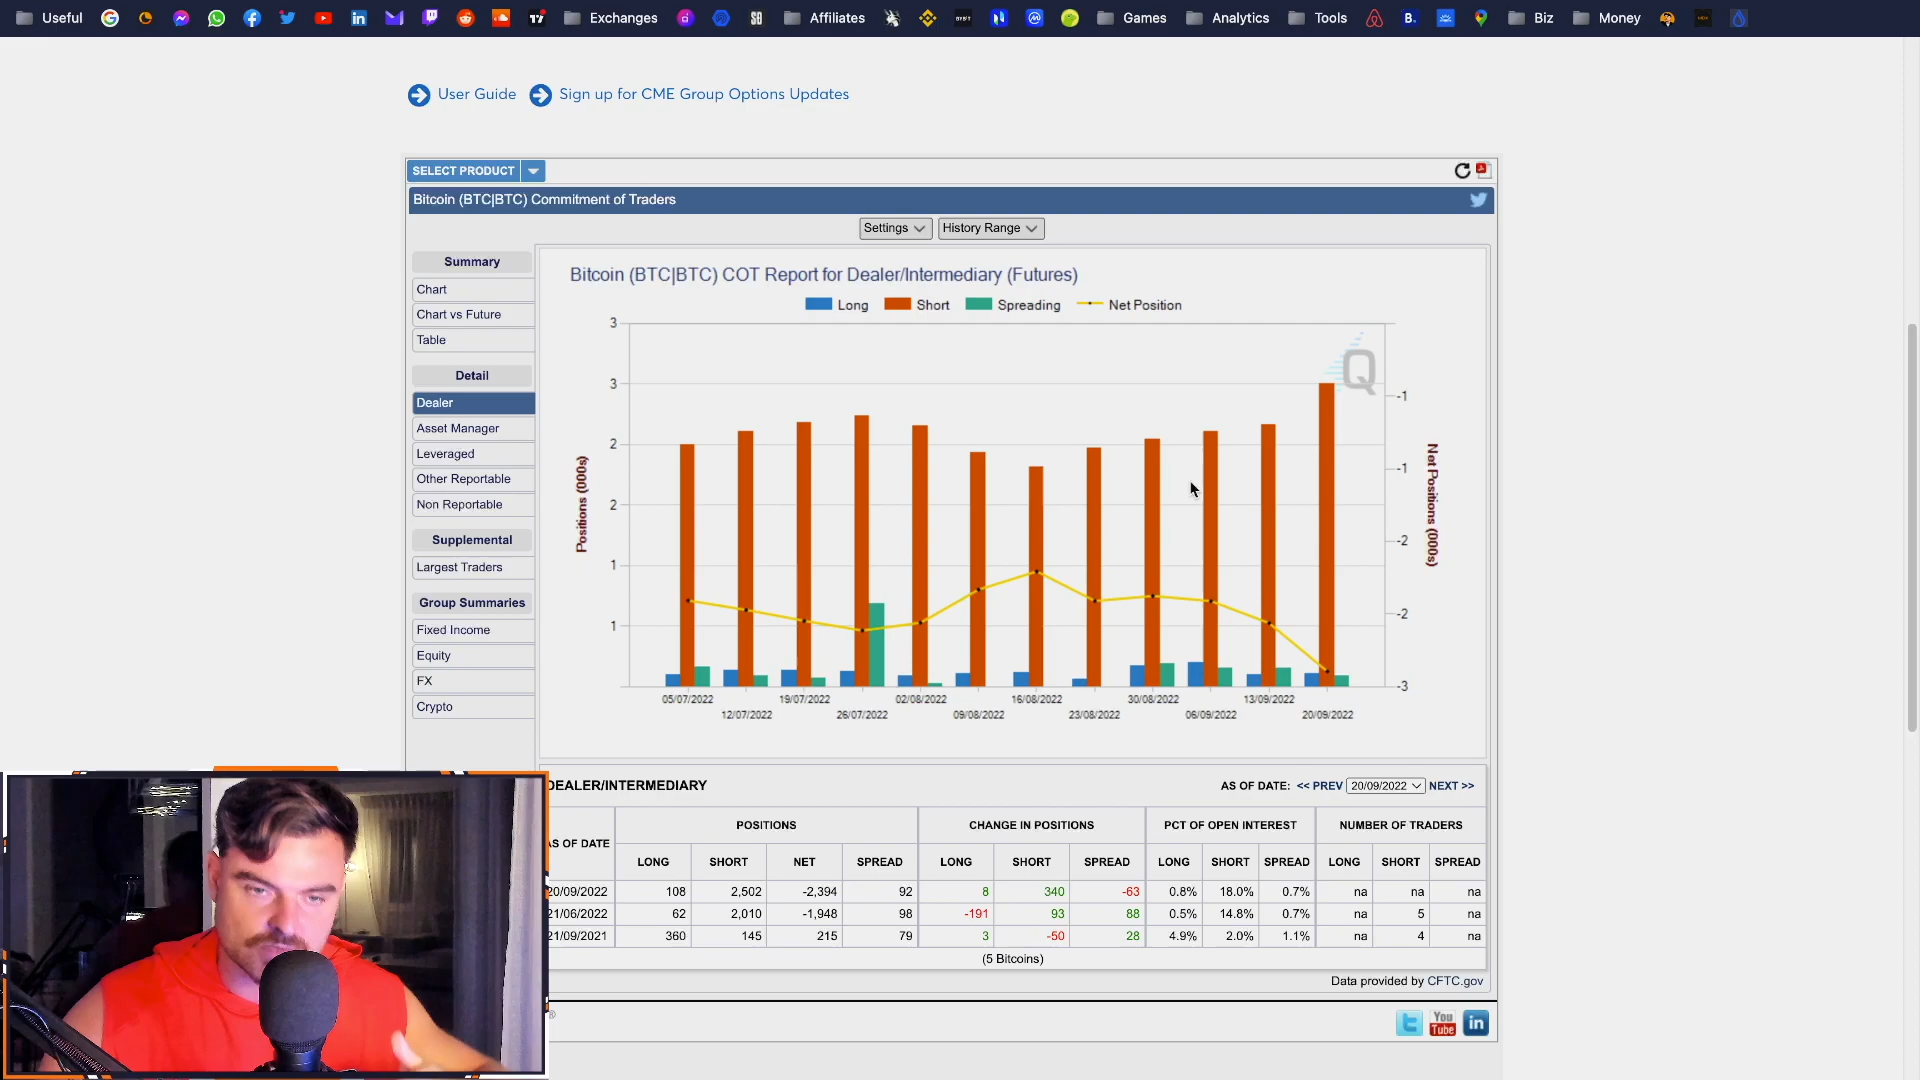 Useful
Exchanges
Affiliates
Games
Analytics
Tools
B.
Biz
Money
User Guide
Sign up for CME Group Options Updates
SELECT PRODUCT
Bitcoin (BTC|BTC) Commitment of Traders
Settings
History Range
Summary
Chart
Chart vs Future
Table
Detail
Dealer
Asset Manager
Leveraged
Other Reportable
Non Reportable
Supplemental
Largest Traders
Group Summaries
Fixed Income
Equity
FX
Crypto
Bitcoin (BTC|BTC) COT Report for Dealer/Intermediary (Futures)
Long Short Spreading Net Position
3
3
2
2
1
1
Positions (000s)
Q
-1
-1
-2
-2
-3
Net Positions (000s)
05/07/2022 19/07/2022 02/08/2022 16/08/2022 30/08/2022 13/09/2022
12/07/2022 26/07/2022 09/08/2022 23/08/2022 06/09/2022 20/09/2022
DEALER/INTERMEDIARY
AS OF DATE: << PREV 20/09/2022 NEXT >>
AS OF DATE POSITIONS CHANGE IN POSITIONS PCT OF OPEN INTEREST NUMBER OF TRADERS
LONG SHORT NET SPREAD LONG SHORT SPREAD LONG SHORT SPREAD LONG SHORT SPREAD
20/09/2022 108 2,502 -2,394 92 8 340 -63 0.8% 18.0% 0.7% na na na
21/06/2022 62 2,010 -1,948 98 -191 93 88 0.5% 14.8% 0.7% na 5 na
21/09/2021 360 145 215 79 3 -50 28 4.9% 2.0% 1.1% na 4 na
(5 Bitcoins)
Data provided by CFTC.gov
®
You Tube
in